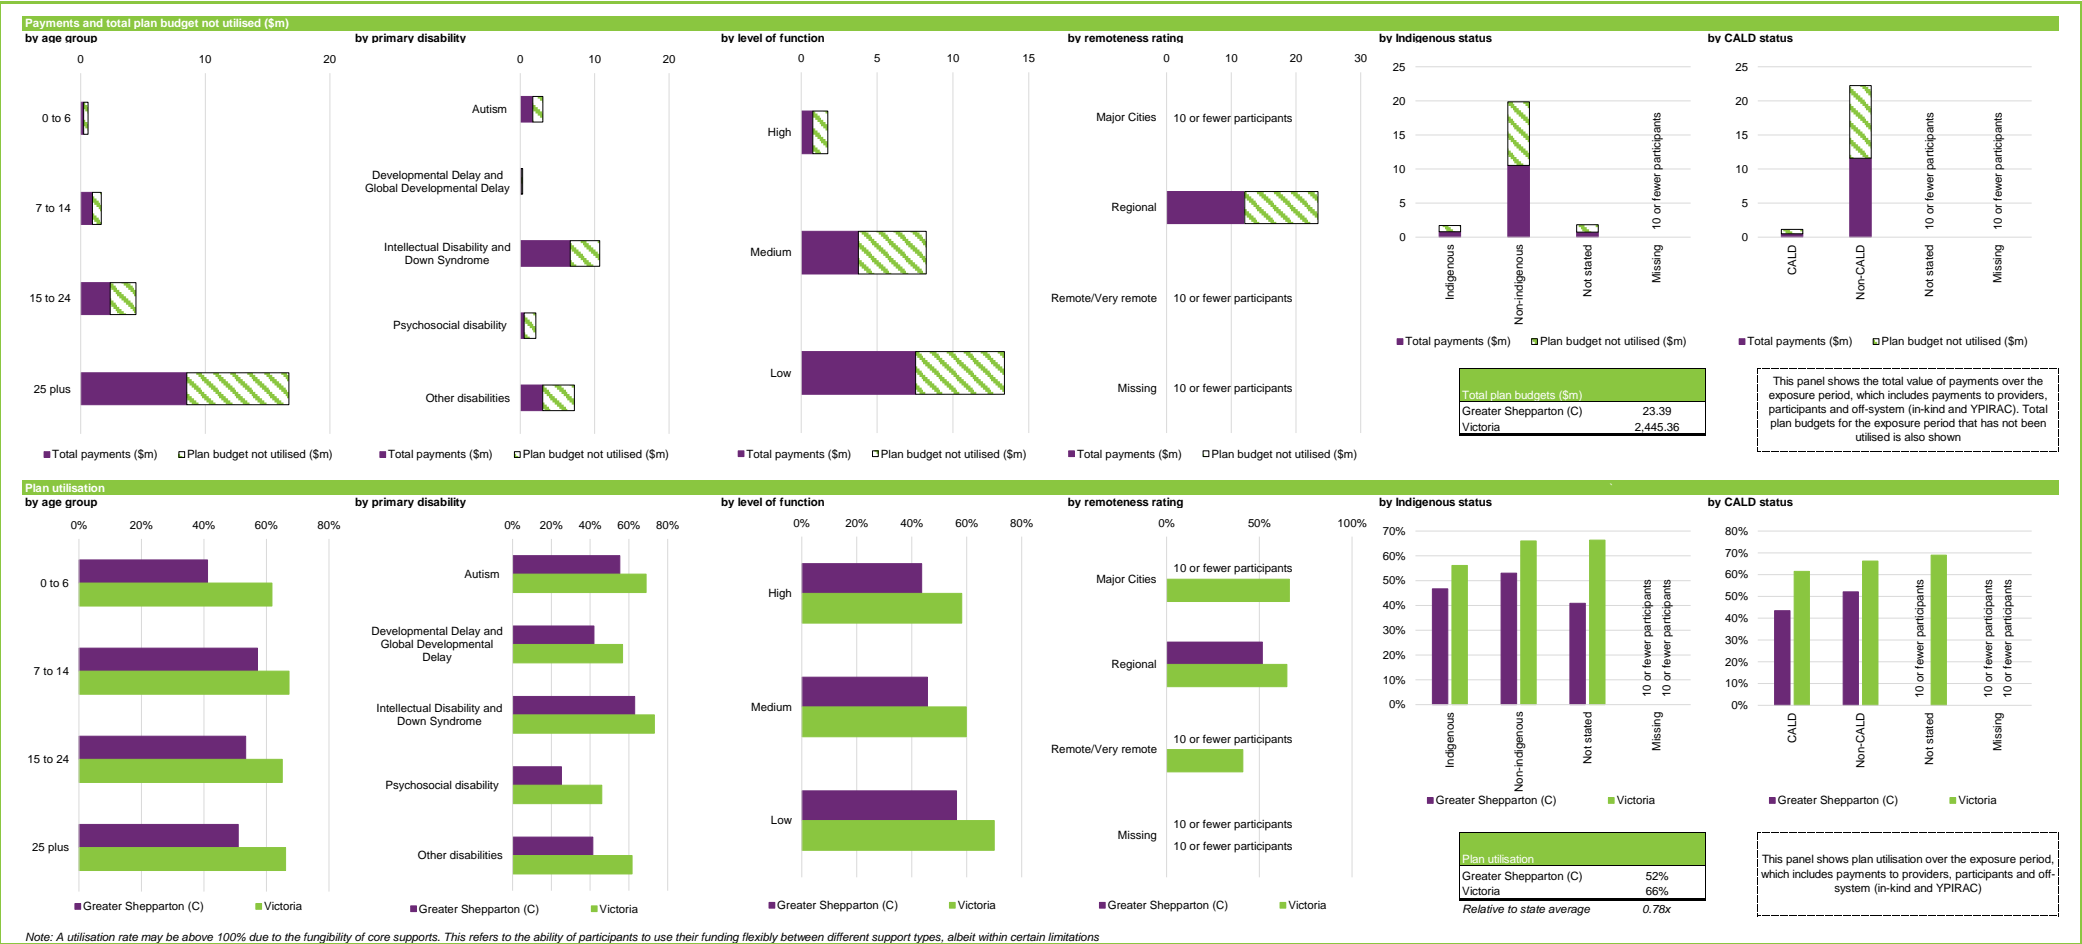 Payments and total plan budget not utilised ($m)
by age group
0 10 20
0 to 6
7 to 14
15 to 24
25 plus
Total payments ($m) Plan budget not utilised ($m)
by primary disability
0 10 20
Autism
Developmental Delay and
Global Developmental Delay
Intellectual Disability and
Down Syndrome
Psychosocial disability
Other disabilities
Total payments ($m) Plan budget not utilised ($m)
by level of function
0 5 10 15
High
Medium
Low
Total payments ($m) Plan budget not utilised ($m)
by remoteness rating
0 10 20 30
Major Cities 10 or fewer participants
Regional
Remote/Very remote 10 or fewer participants
Missing 10 or fewer participants
Total payments ($m) Plan budget not utilised ($m)
by Indigenous status
25
20
15
10
5
0
10 or fewer participants
Indigenous
Non-indigenous
Not stated
Missing
Total payments ($m) Plan budget not utilised ($m)
Total plan budgets ($m)
Greater Shepparton (C) 23.39
Victoria 2,445.36
by CALD status
25
20
15
10
5
0
10 or fewer participants
10 or fewer participants
CALD
Non-CALD
Not stated
Missing
Total payments ($m) Plan budget not utilised ($m)
This panel shows the total value of payments over the
exposure period, which includes payments to providers,
participants and off-system (in-kind and YPIRAC). Total
plan budgets for the exposure period that has not been
utilised is also shown
Plan utilisation
by age group
0% 20% 40% 60% 80%
0 to 6
7 to 14
15 to 24
25 plus
Greater Shepparton (C) Victoria
by primary disability
0% 20% 40% 60% 80%
Autism
Developmental Delay and
Global Developmental
Delay
Intellectual Disability and
Down Syndrome
Psychosocial disability
Other disabilities
Greater Shepparton (C) Victoria
by level of function
0% 20% 40% 60% 80%
High
Medium
Low
Greater Shepparton (C) Victoria
by remoteness rating
0% 50% 100%
10 or fewer participants
Major Cities
Regional
10 or fewer participants
Remote/Very remote
10 or fewer participants
Missing
10 or fewer participants
Greater Shepparton (C) Victoria
by Indigenous status
70%
60%
50%
40%
30%
20%
10%
0%
10 or fewer participants
10 or fewer participants
Indigenous
Non-indigenous
Not stated
Missing
Greater Shepparton (C) Victoria
Plan utilisation
Greater Shepparton (C) 52%
Victoria 66%
Relative to state average 0.78x
by CALD status
80%
70%
60%
50%
40%
30%
20%
10%
0%
10 or fewer participants
10 or fewer participants
10 or fewer participants
CALD
Non-CALD
Not stated
Missing
Greater Shepparton (C) Victoria
This panel shows plan utilisation over the exposure period,
which includes payments to providers, participants and off-
system (in-kind and YPIRAC)
Note: A utilisation rate may be above 100% due to the fungibility of core supports. This refers to the ability of participants to use their funding flexibly between different support types, albeit within certain limitations